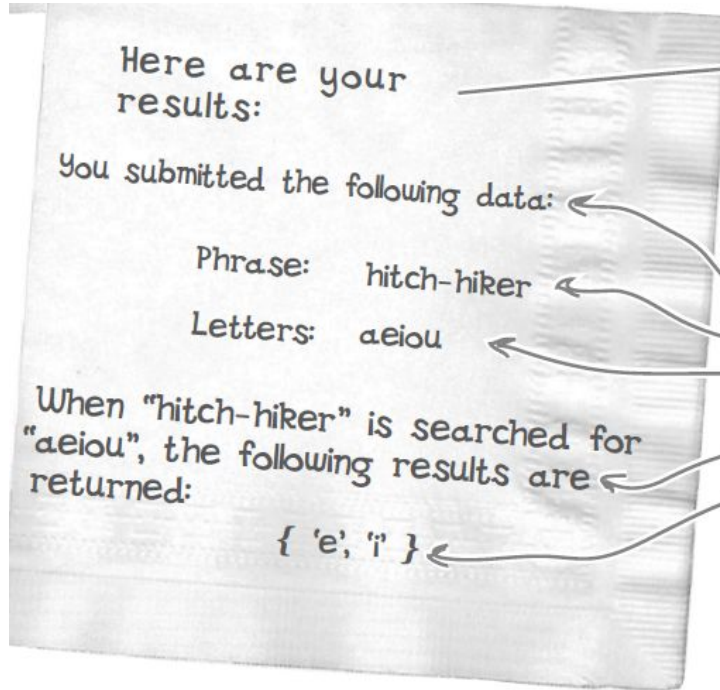 Here are your
results:
You submitted the following data:
Phrase: hitch-hiker
Letters: aeiou
When “hitch-hiker” is searched for
“aeiou”, the following results are
returned:
{ ‘e’, ‘i’ }